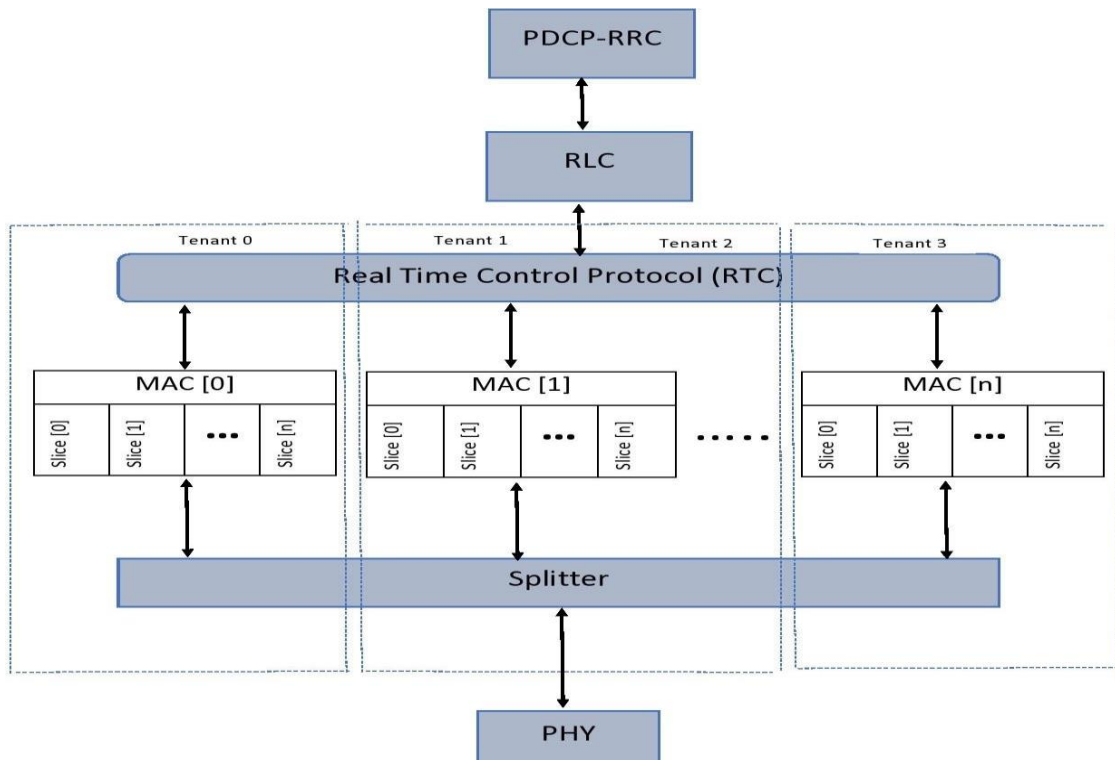 PDCP-RRC
RLC
Tenant 0
Tenant 1
Tenant 2
Tenant 3
Real Time Control Protocol (RTC)
MAC [0]
Slice [0]
Slice [1]
...
Slice [n]
MAC [1]
Slice [0]
Slice [1]
...
Slice [n]
.....
MAC [n]
Slice [0]
Slice [1]
...
Slice [n]
Splitter
PHY